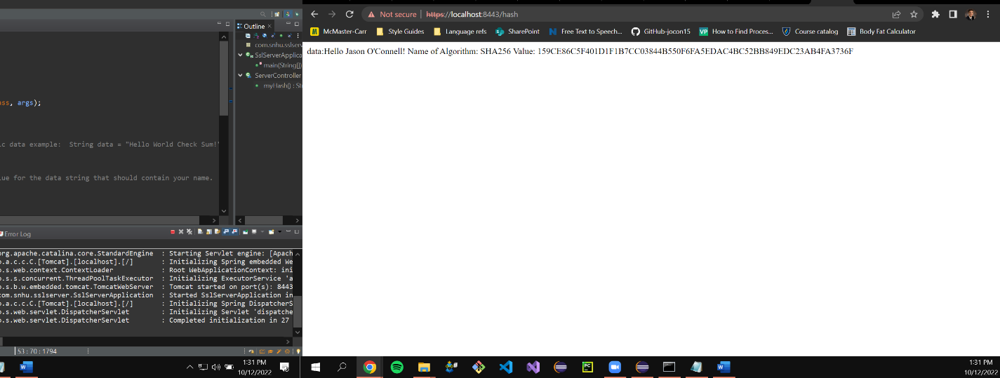 Not secure | https://localhost:8443/hash
McMaster-Carr Style Guides Language refs SharePoint Free Text to Speech... GitHub-jocon15 How to Find Proces... Course catalog Body Fat Calculator
data:Hello Jason O'Connell! Name of Algorithm: SHA256 Value: 159CE86C5F401D1F1B7CC03844B550F6FA5EDAC4BC52BB849EDC23AB4FA3736F
Outline
com.snhu.sslserv
SslServerApplica
main(String[])
ServerController
myHash() : Str
ss, args);
ic data example: String data = "Hello World Check Sum!"
lue for the data string that should contain your name.
Error Log
org.apache.catalina.core.StandardEngine : Starting Servlet engine: [Apach
o.a.c.c.C.[Tomcat].[localhost].[/] : Initializing Spring embedded We
o.s.web.context.ContextLoader : Root WebApplicationContext: ini
o.s.s.concurrent.ThreadPoolTaskExecutor : Initializing ExecutorService 'a
o.s.b.w.embedded.tomcat.TomcatWebServer : Tomcat started on port(s): 8443
com.snhu.sslserver.SslServerApplication : Started SslServerApplication in
o.a.c.c.C.[Tomcat].[localhost].[/] : Initializing Spring DispatcherS
o.s.web.servlet.DispatcherServlet : Initializing Servlet 'dispatche
o.s.web.servlet.DispatcherServlet : Completed initialization in 27
53 : 70 : 1794
1:31 PM
10/12/2022
1:31 PM
10/12/2022